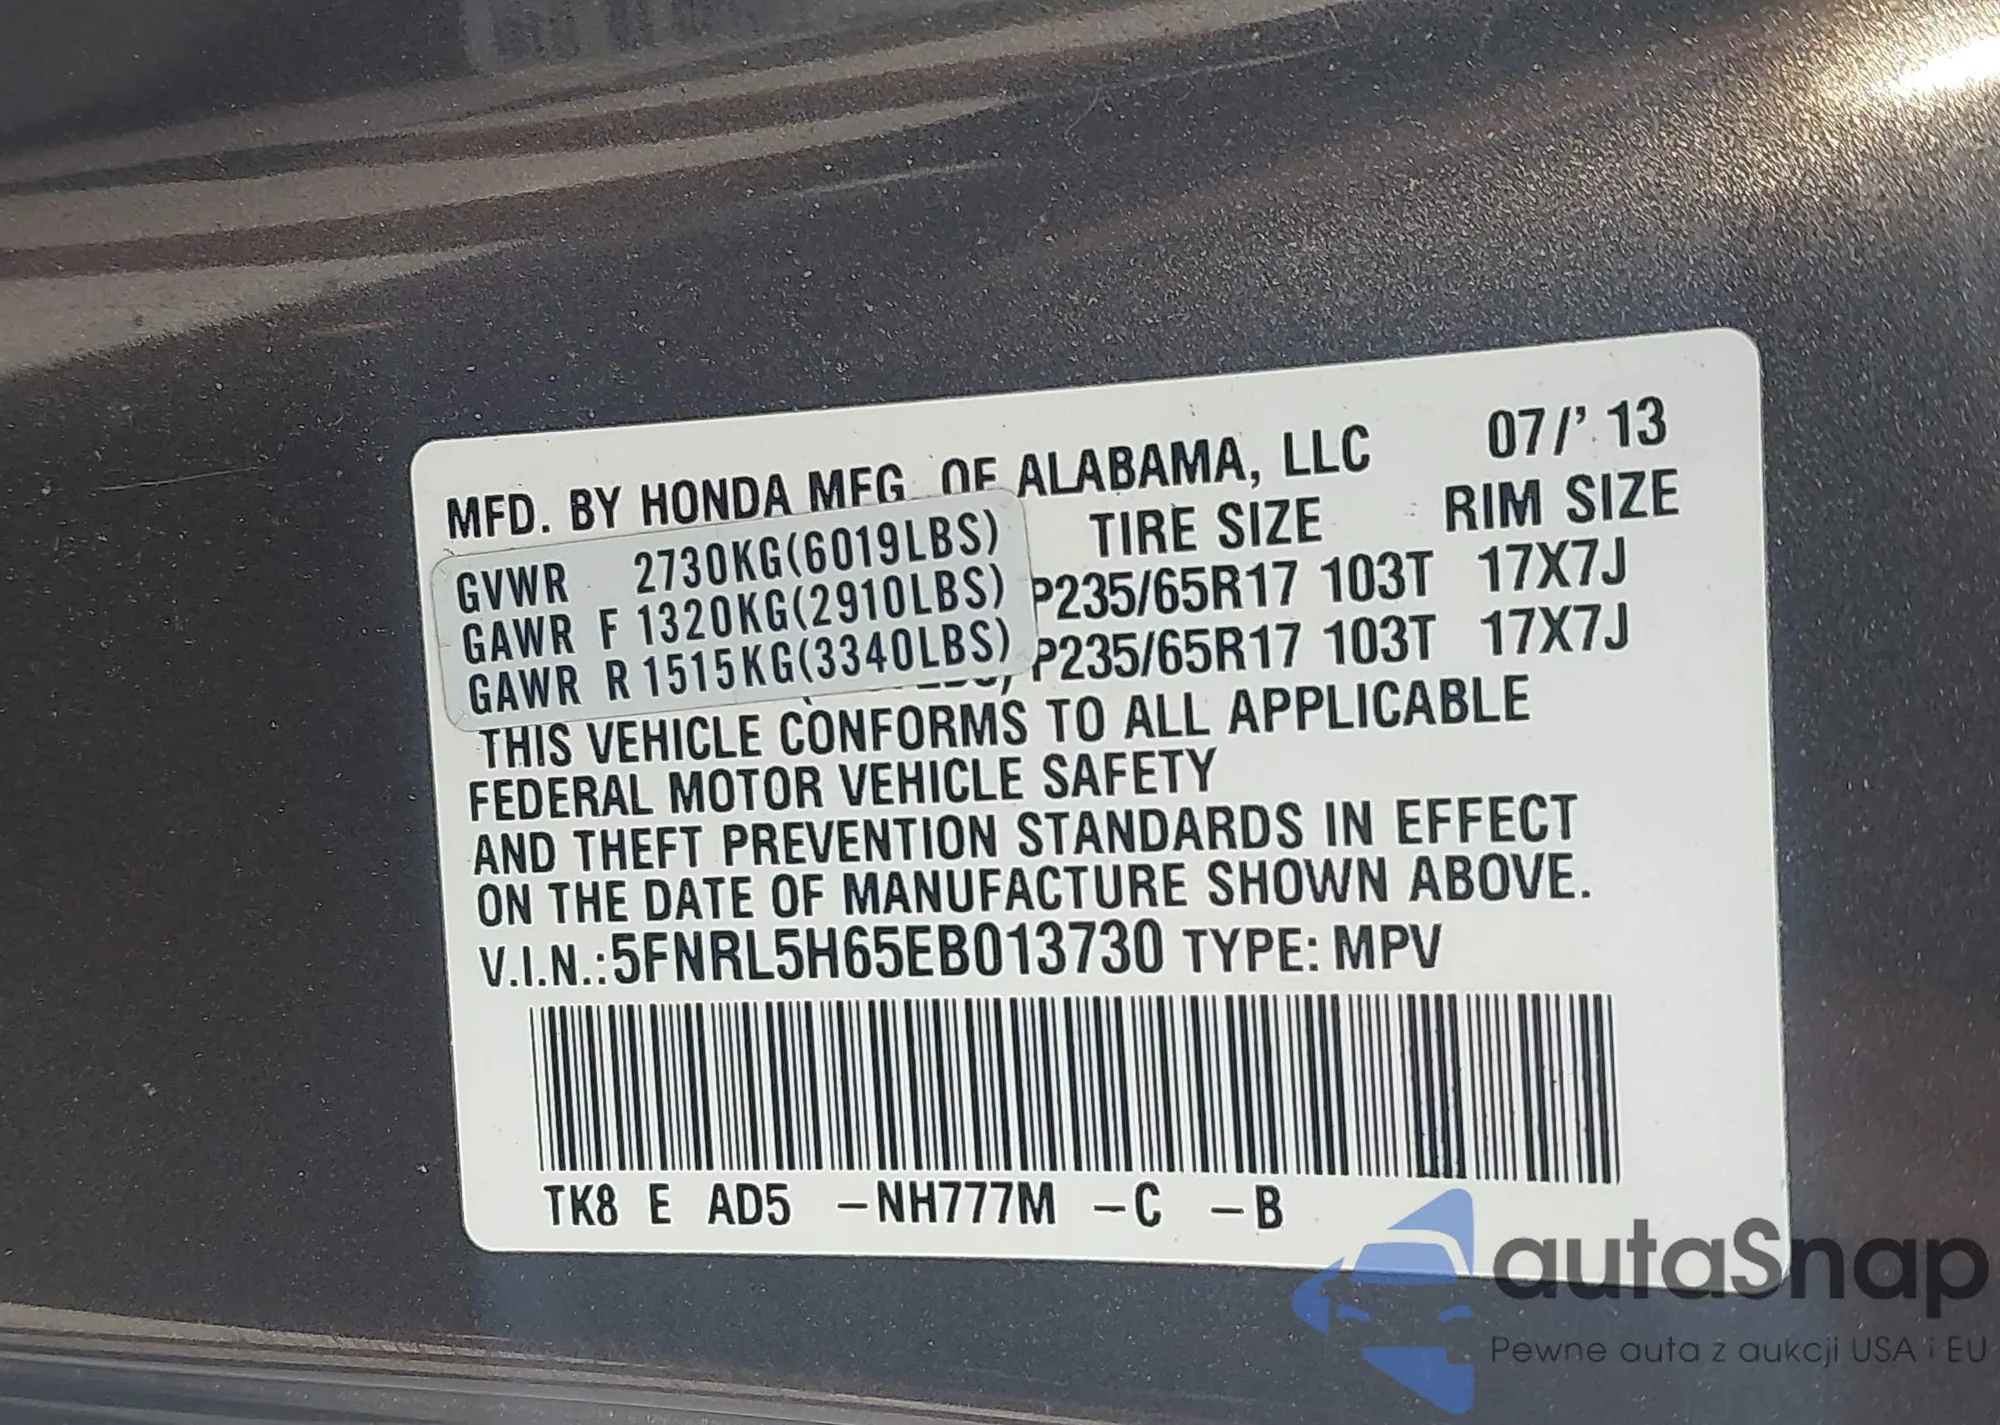 MFD. BY HONDA MFG. OF ALABAMA, LLC 07/'13
TIRE SIZE RIM SIZE
GVWR 2730KG(6019LBS)
GAWR F 1320KG(2910LBS) P235/65R17 103T 17X7J
GAWR R 1515KG(3340LBS) P235/65R17 103T 17X7J
THIS VEHICLE CONFORMS TO ALL APPLICABLE
FEDERAL MOTOR VEHICLE SAFETY
AND THEFT PREVENTION STANDARDS IN EFFECT
ON THE DATE OF MANUFACTURE SHOWN ABOVE.
V.I.N.:5FNRL5H65EB013730 TYPE: MPV
TK8 E AD5 -NH777M -C -B
autaSnap
Pewne auta z aukcji USA i EU